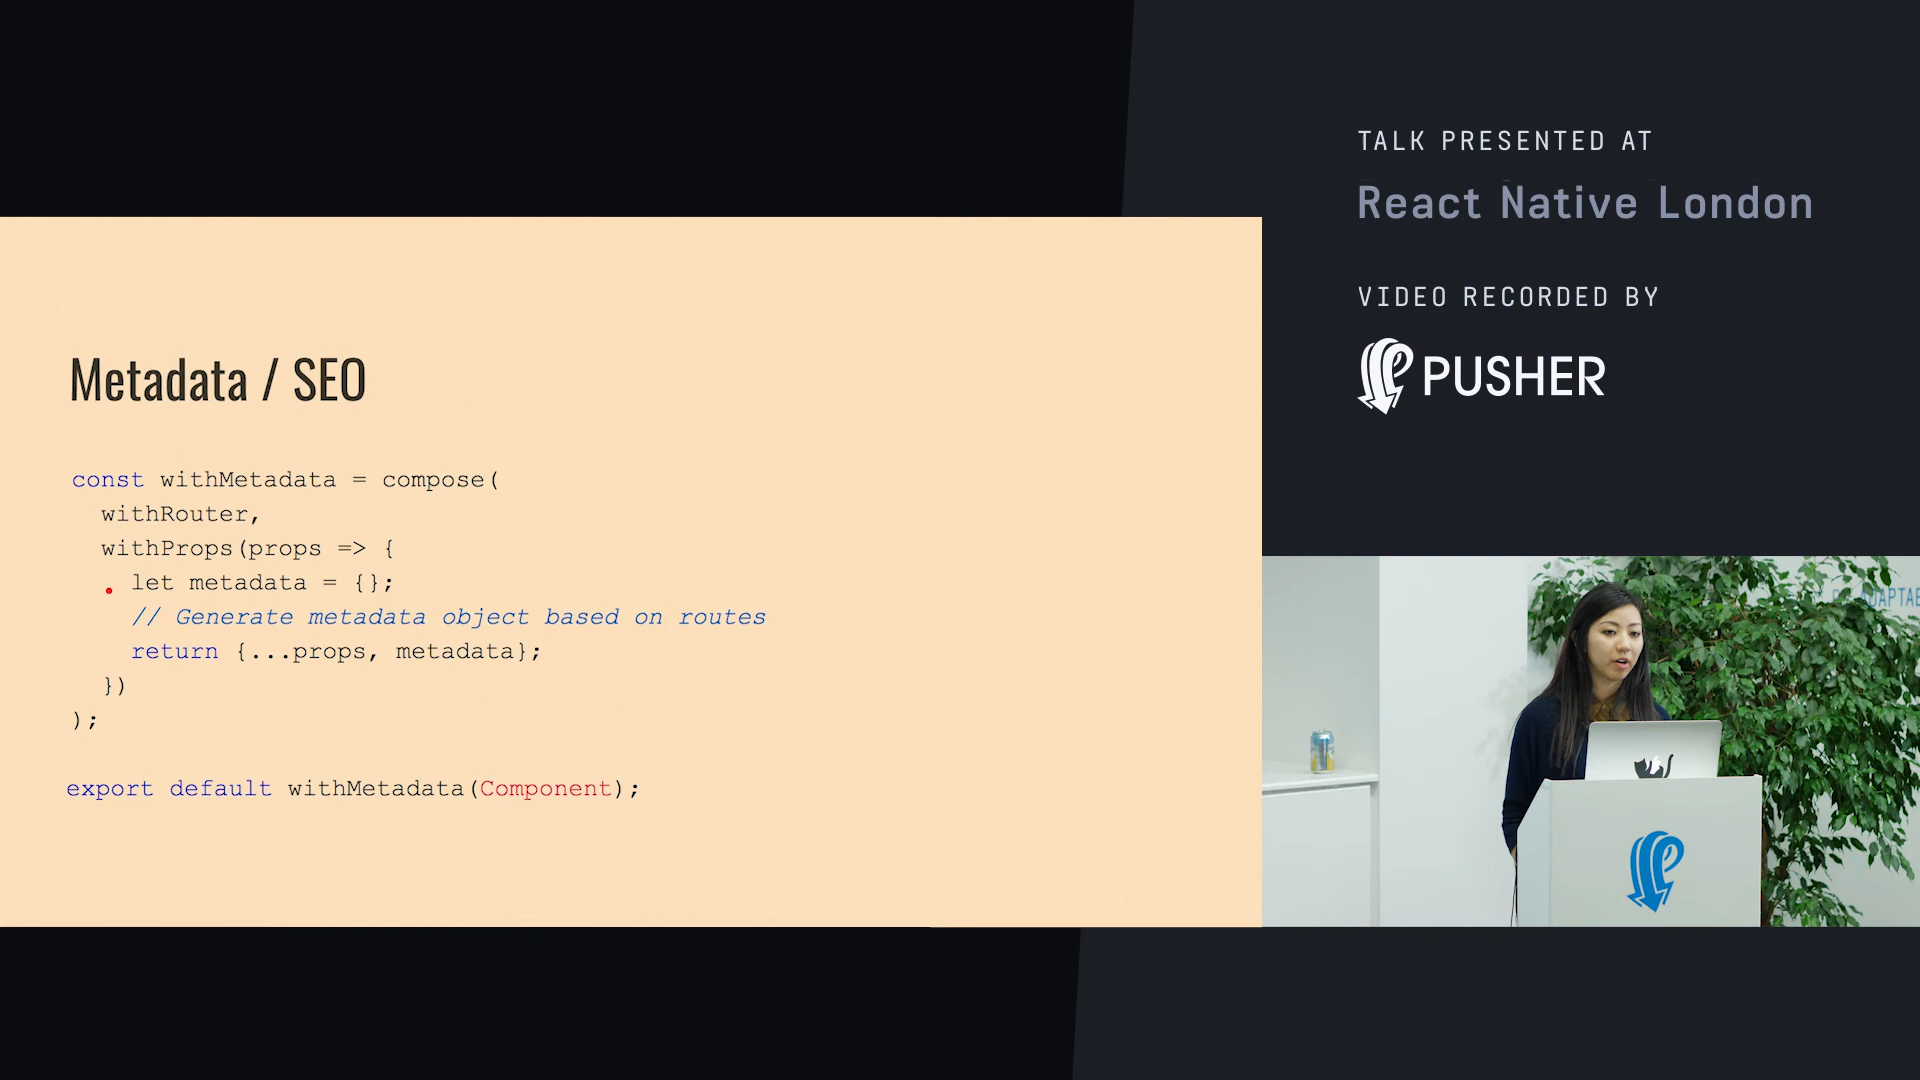 TALK PRESENTED AT
React Native London
VIDEO RECORDED BY
PUSHER
Metadata / SEO
const withMetadata = compose(
withRouter,
withProps(props => {
let metadata = {};
// Generate metadata object based on routes
return {...props, metadata};
})
);
export default withMetadata(Component);